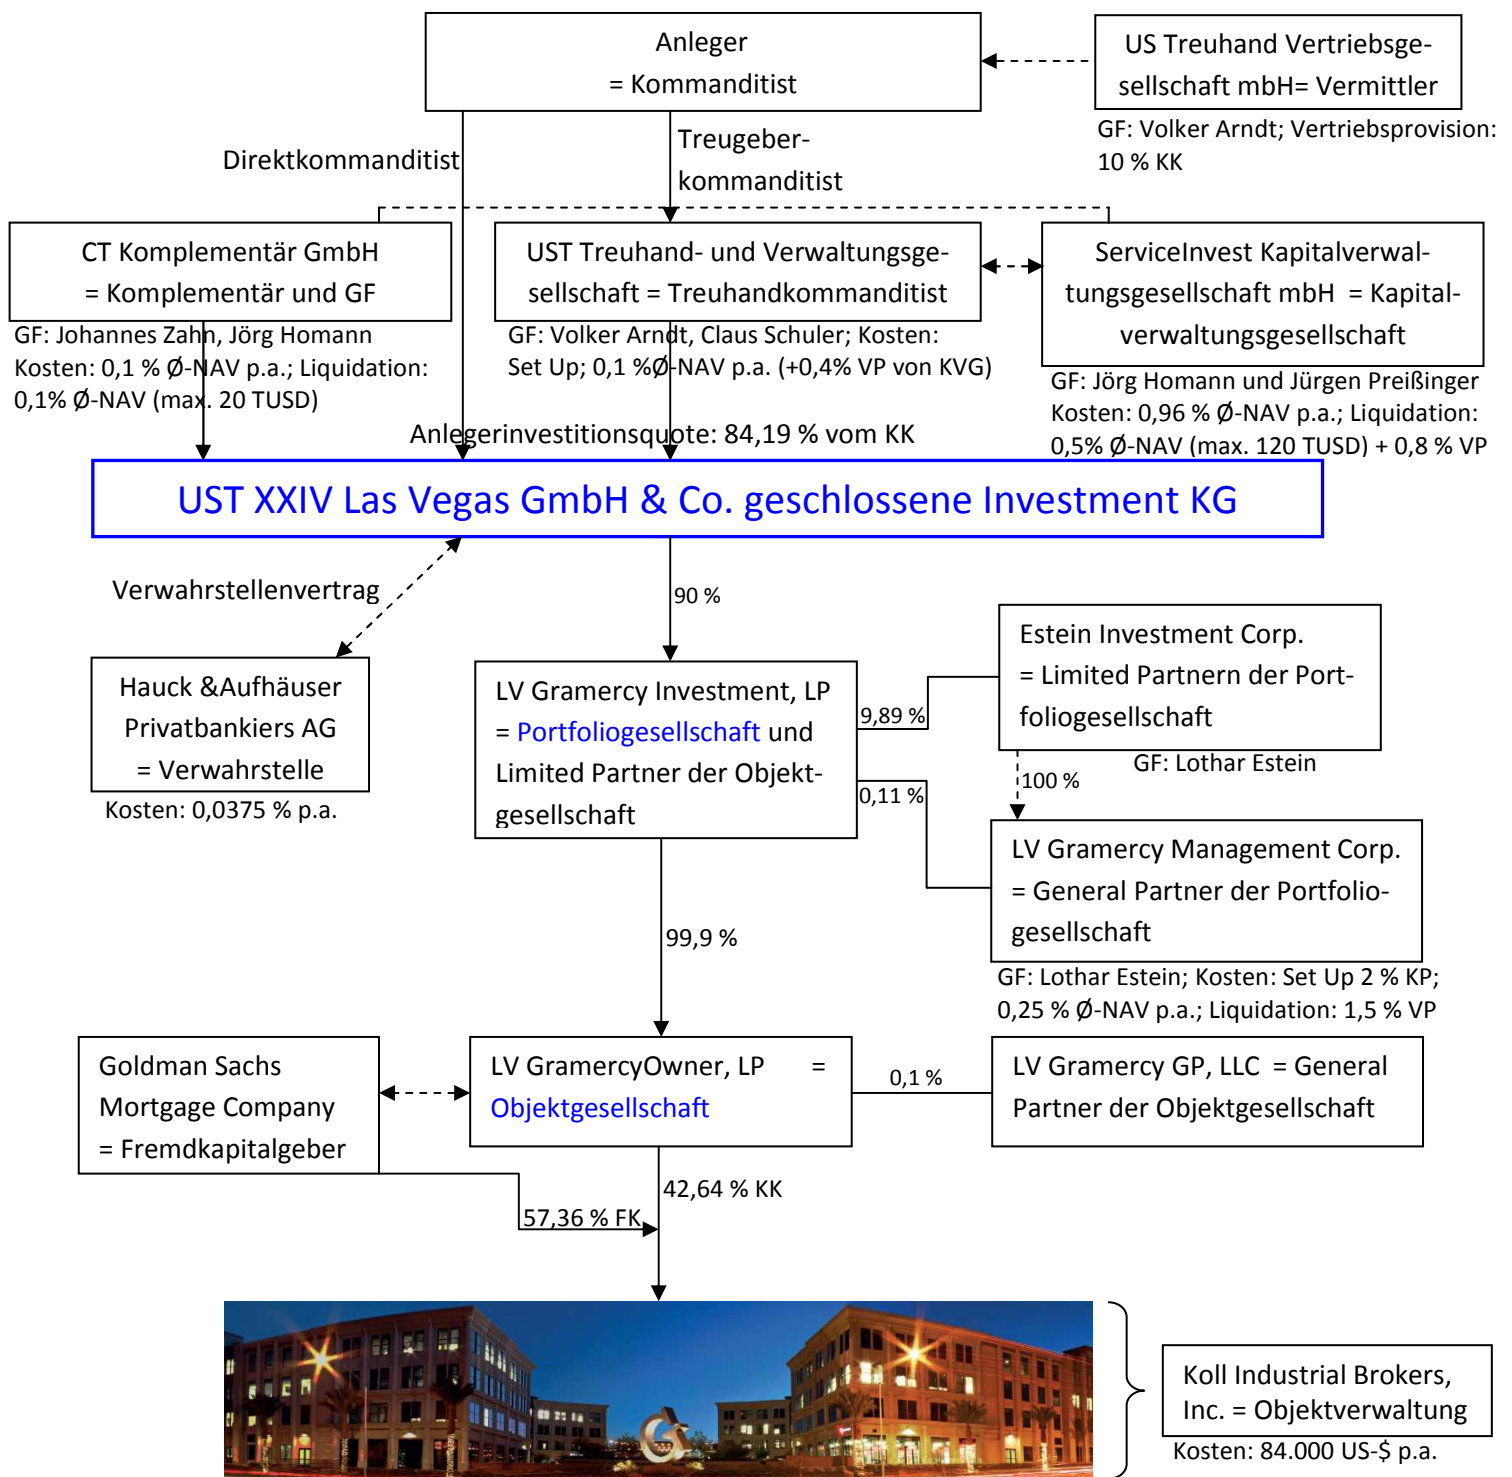 Anleger
= Kommanditist
US Treuhand Vertriebsge-
sellschaft mbH= Vermittler
GF: Volker Arndt; Vertriebsprovision:
10 % KK
Direktkommanditist
Treugeber-
kommanditist
CT Komplementär GmbH
= Komplementär und GF
GF: Johannes Zahn, Jörg Homann
Kosten: 0,1 % Ø-NAV p.a.; Liquidation:
0,1% Ø-NAV (max. 20 TUSD)
UST Treuhand- und Verwaltungsge-
sellschaft = Treuhandkommanditist
GF: Volker Arndt, Claus Schuler; Kosten:
Set Up; 0,1 %Ø-NAV p.a. (+0,4% VP von KVG)
ServiceInvest Kapitalverwal-
tungsgesellschaft mbH = Kapital-
verwaltungsgesellschaft
GF: Jörg Homann und Jürgen Preißinger
Kosten: 0,96 % Ø-NAV p.a.; Liquidation:
0,5% Ø-NAV (max. 120 TUSD) + 0,8 % VP
Anlegerinvestitionsquote: 84,19 % vom KK
UST XXIV Las Vegas GmbH & Co. geschlossene Investment KG
Verwahrstellenvertrag
90 %
Hauck &Aufhäuser
Privatbankiers AG
= Verwahrstelle
Kosten: 0,0375 % p.a.
LV Gramercy Investment, LP
= Portfoliogesellschaft und
Limited Partner der Objekt-
gesellschaft
9,89 %
0,11 %
Estein Investment Corp.
= Limited Partnern der Port-
foliogesellschaft
GF: Lothar Estein
100 %
LV Gramercy Management Corp.
= General Partner der Portfolio-
gesellschaft
GF: Lothar Estein; Kosten: Set Up 2 % KP;
0,25 % Ø-NAV p.a.; Liquidation: 1,5 % VP
99,9 %
Goldman Sachs
Mortgage Company
= Fremdkapitalgeber
LV GramercyOwner, LP =
Objektgesellschaft
0,1 %
LV Gramercy GP, LLC = General
Partner der Objektgesellschaft
42,64 % KK
57,36 % FK
Koll Industrial Brokers,
Inc. = Objektverwaltung
Kosten: 84.000 US-$ p.a.